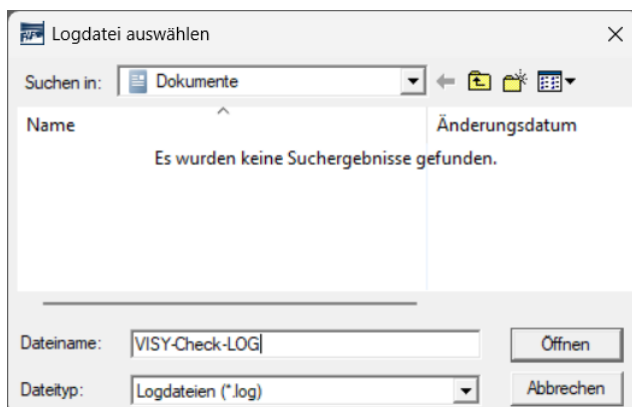 Logdatei auswählen
Suchen in: Dokumente
Name Änderungsdatum
Es wurden keine Suchergebnisse gefunden.
Dateiname: VISY-Check-LOG Öffnen
Dateityp: Logdateien (*.log) Abbrechen